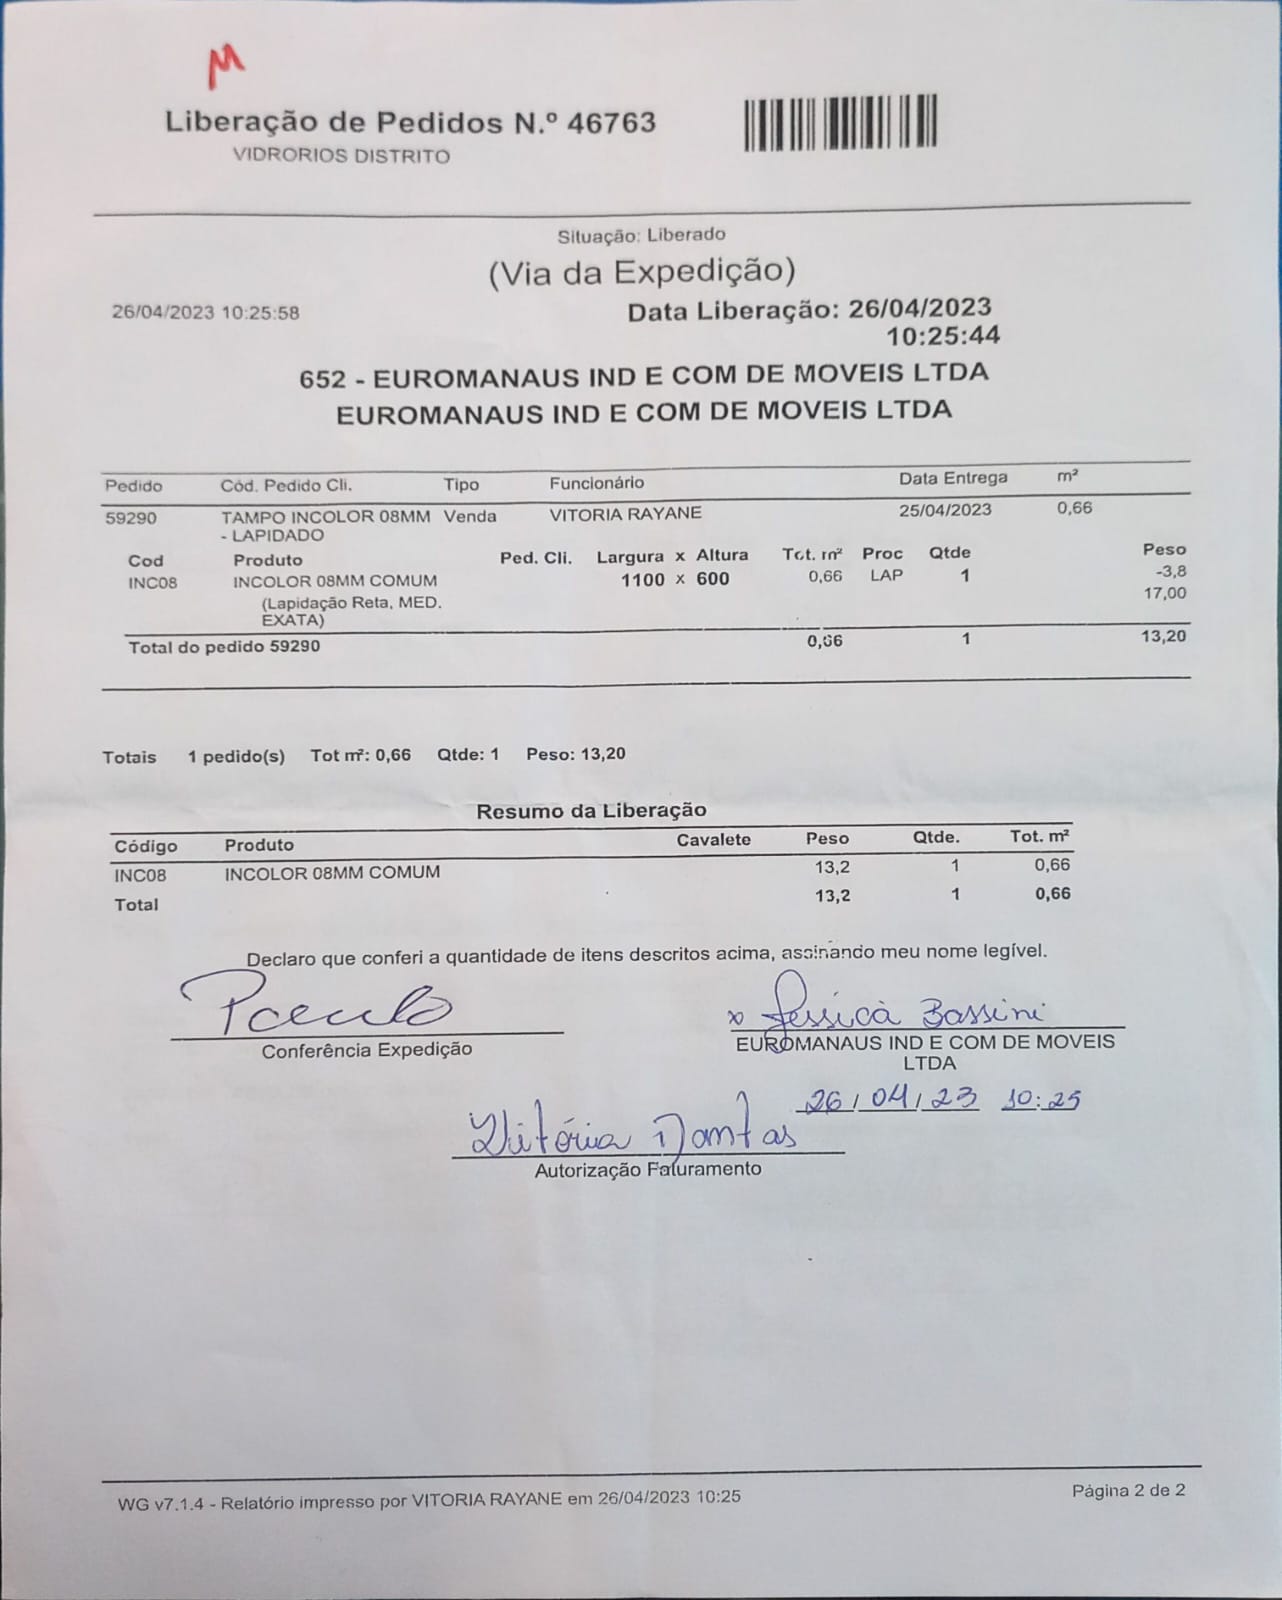 M
Liberação de Pedidos N.º 46763
VIDRORIOS DISTRITO
Situação: Liberado
(Via da Expedição)
26/04/2023 10:25:58
Data Liberação: 26/04/2023
10:25:44
652 - EUROMANAUS IND E COM DE MOVEIS LTDA
EUROMANAUS IND E COM DE MOVEIS LTDA
Pedido Cód. Pedido Cli. Tipo Funcionário Data Entrega m²
59290 TAMPO INCOLOR 08MM Venda VITORIA RAYANE 25/04/2023 0,66
- LAPIDADO
Cod Produto Ped. Cli. Largura x Altura Tot. m² Proc Qtde Peso
INC08 INCOLOR 08MM COMUM 1100 x 600 0,66 LAP 1 -3,8
(Lapidação Reta, MED. 17,00
EXATA)
Total do pedido 59290 0,66 1 13,20
Totais 1 pedido(s) Tot m²: 0,66 Qtde: 1 Peso: 13,20
Resumo da Liberação
Código Produto Cavalete Peso Qtde. Tot. m²
INC08 INCOLOR 08MM COMUM 13,2 1 0,66
Total 13,2 1 0,66
Declaro que conferi a quantidade de itens descritos acima, assinando meu nome legível.
x Jessica Bassini
Conferência Expedição
EUROMANAUS IND E COM DE MOVEIS
LTDA
26/04/23 10:25
Vitória Dantas
Autorização Faturamento
WG v7.1.4 - Relatório impresso por VITORIA RAYANE em 26/04/2023 10:25
Página 2 de 2